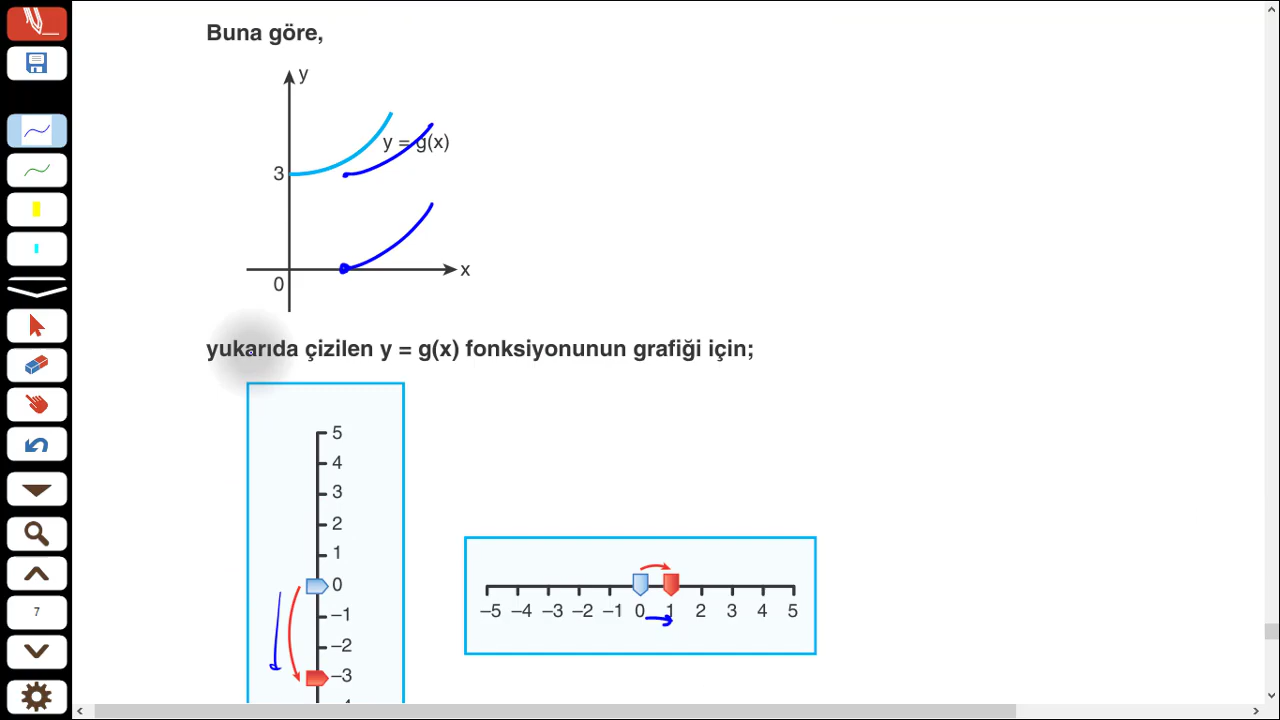 Buna göre,
y
y = g(x)
3
x
0
yukarıda çizilen y = g(x) fonksiyonunun grafiği için;
5
4
3
2
1
0
–1
–2
–3
–5 –4 –3 –2 –1 0 1 2 3 4 5
7